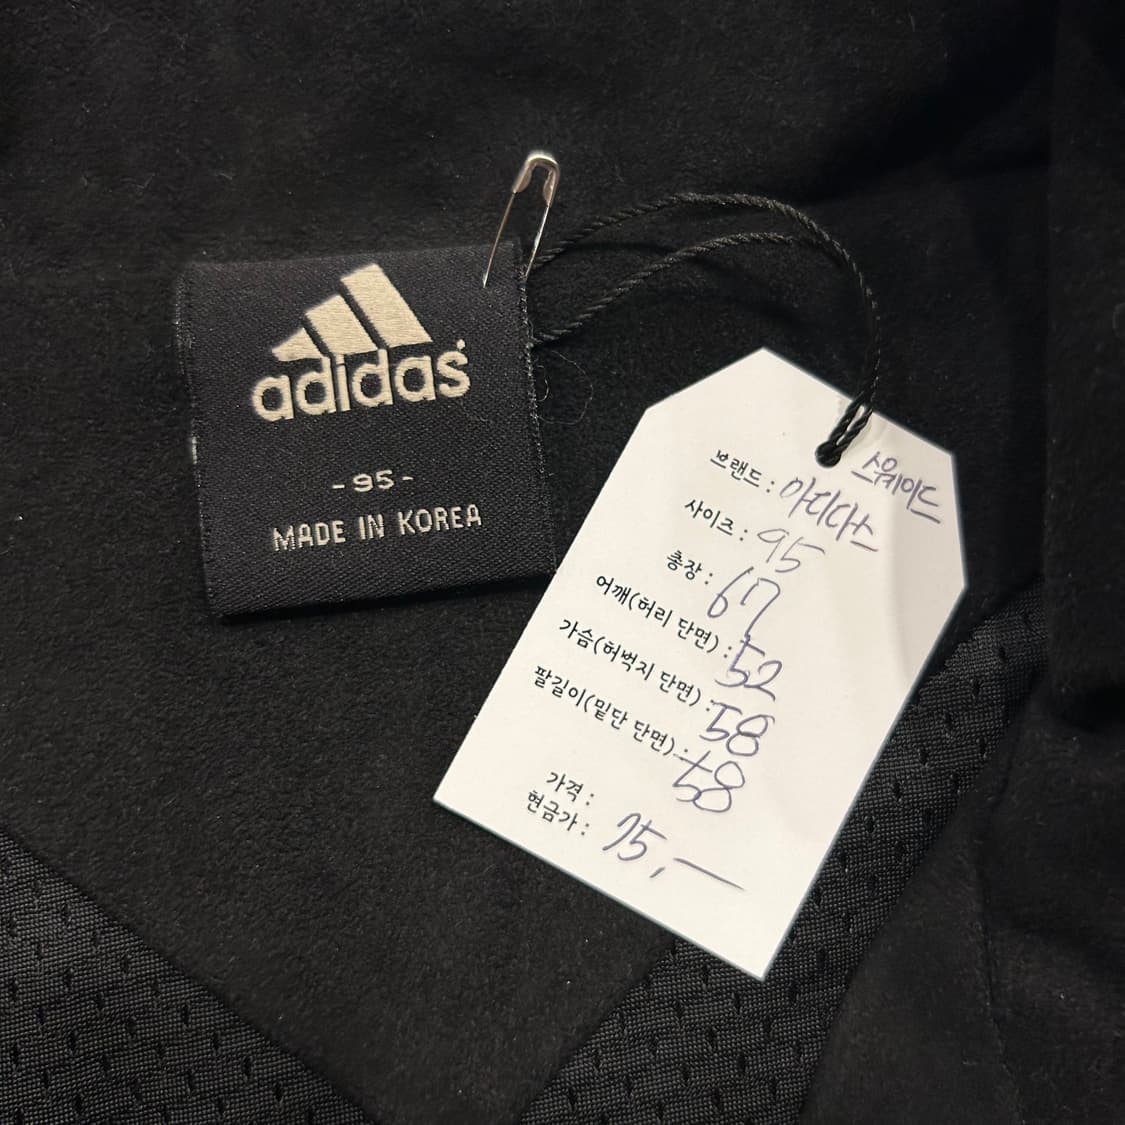 adidas
-95-
MADE IN KOREA
스웨이드
브랜드 : 아디다스
사이즈 : 95
총장 : 67
어깨(허리 단면) : 52
가슴(허벅지 단면) : 58
팔길이(밑단 단면) : 58
가격 :
현금가 : 75,-